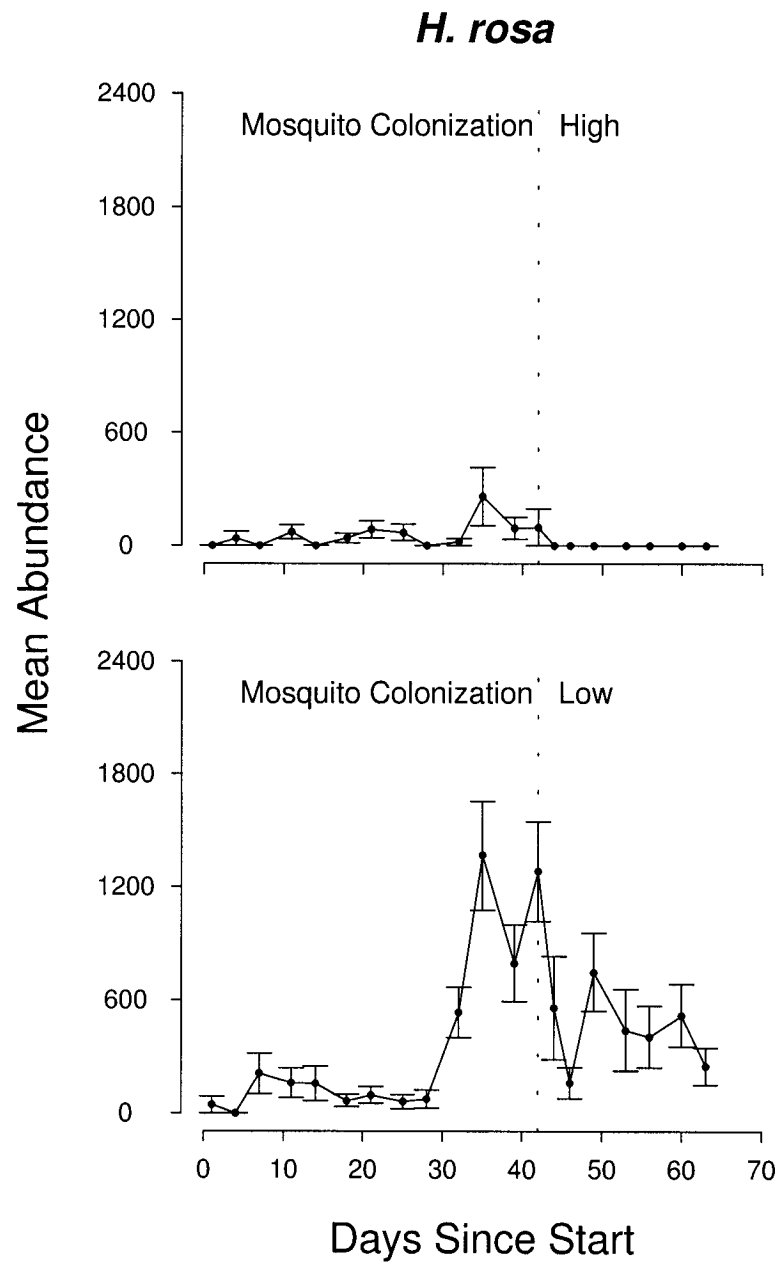 H. rosa
Mean Abundance
2400
Mosquito Colonization High
1800
1200
600
0
2400
Mosquito Colonization Low
1800
1200
600
0
0 10 20 30 40 50 60 70
Days Since Start